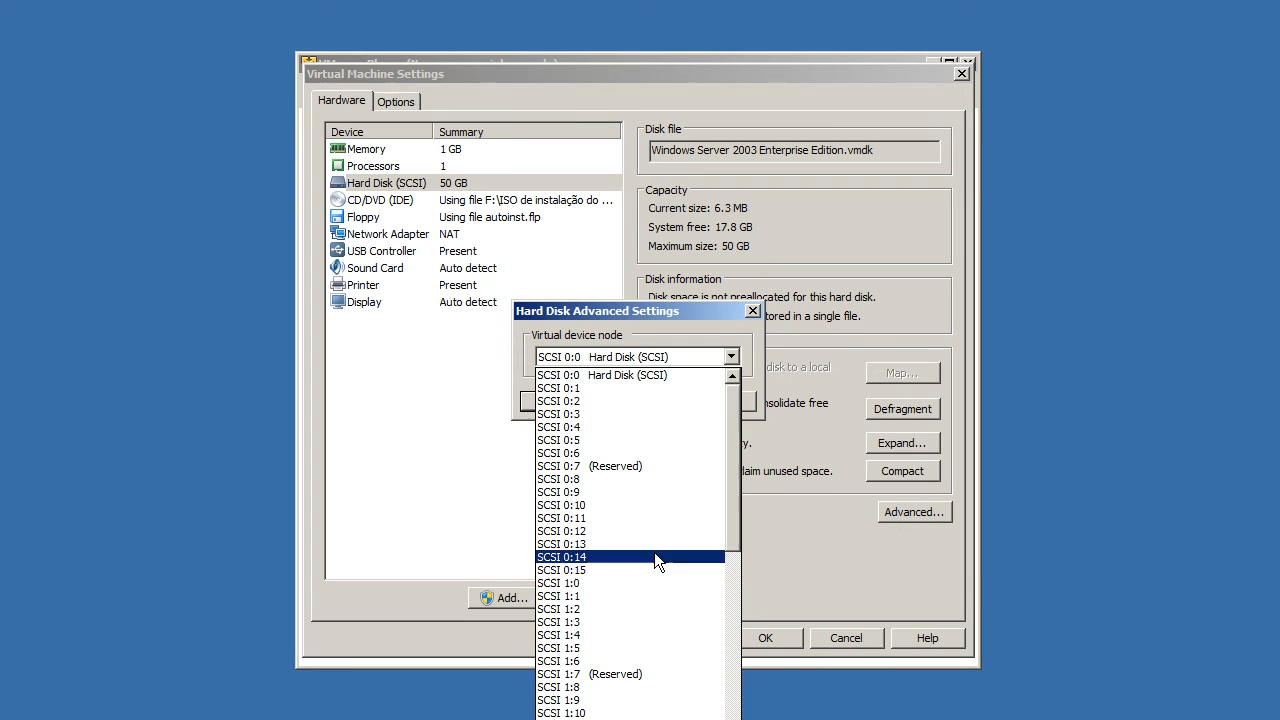 Virtual Machine Settings
Hardware
Options
Device Summary
Memory 1 GB
Processors 1
Hard Disk (SCSI) 50 GB
CD/DVD (IDE) Using file F:\ISO de instalação do ...
Floppy Using file autoinst.flp
Network Adapter NAT
USB Controller Present
Sound Card Auto detect
Printer Present
Display Auto detect
Add...
Disk file
Windows Server 2003 Enterprise Edition.vmdk
Capacity
Current size: 6.3 MB
System free: 17.8 GB
Maximum size: 50 GB
Disk information
Disk space is not preallocated for this hard disk.
tored in a single file.
disk to a local
Map...
nsolidate free
Defragment
ty.
Expand...
laim unused space.
Compact
Advanced...
Hard Disk Advanced Settings
Virtual device node
SCSI 0:0 Hard Disk (SCSI)
SCSI 0:0 Hard Disk (SCSI)
SCSI 0:1
SCSI 0:2
SCSI 0:3
SCSI 0:4
SCSI 0:5
SCSI 0:6
SCSI 0:7 (Reserved)
SCSI 0:8
SCSI 0:9
SCSI 0:10
SCSI 0:11
SCSI 0:12
SCSI 0:13
SCSI 0:14
SCSI 0:15
SCSI 1:0
SCSI 1:1
SCSI 1:2
SCSI 1:3
SCSI 1:4
SCSI 1:5
SCSI 1:6
SCSI 1:7 (Reserved)
SCSI 1:8
SCSI 1:9
SCSI 1:10
OK
Cancel
Help